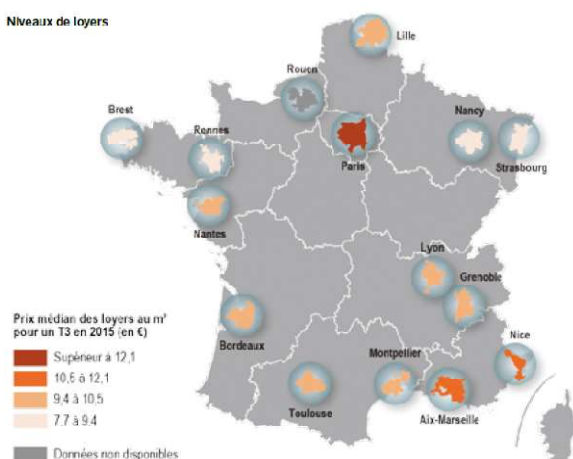 Niveaux de loyers
Lille
Rouen
Brest
Rennes
Nancy
Paris
Strasbourg
Nantes
Lyon
Grenoble
Prix médian des loyers au m²
pour un T3 en 2015 (en €)
Supérieur à 12,1
10,5 à 12,1
9,4 à 10,5
7,7 à 9,4
Données non disponibles
Bordeaux
Nice
Montpellier
Toulouse
Aix-Marseille